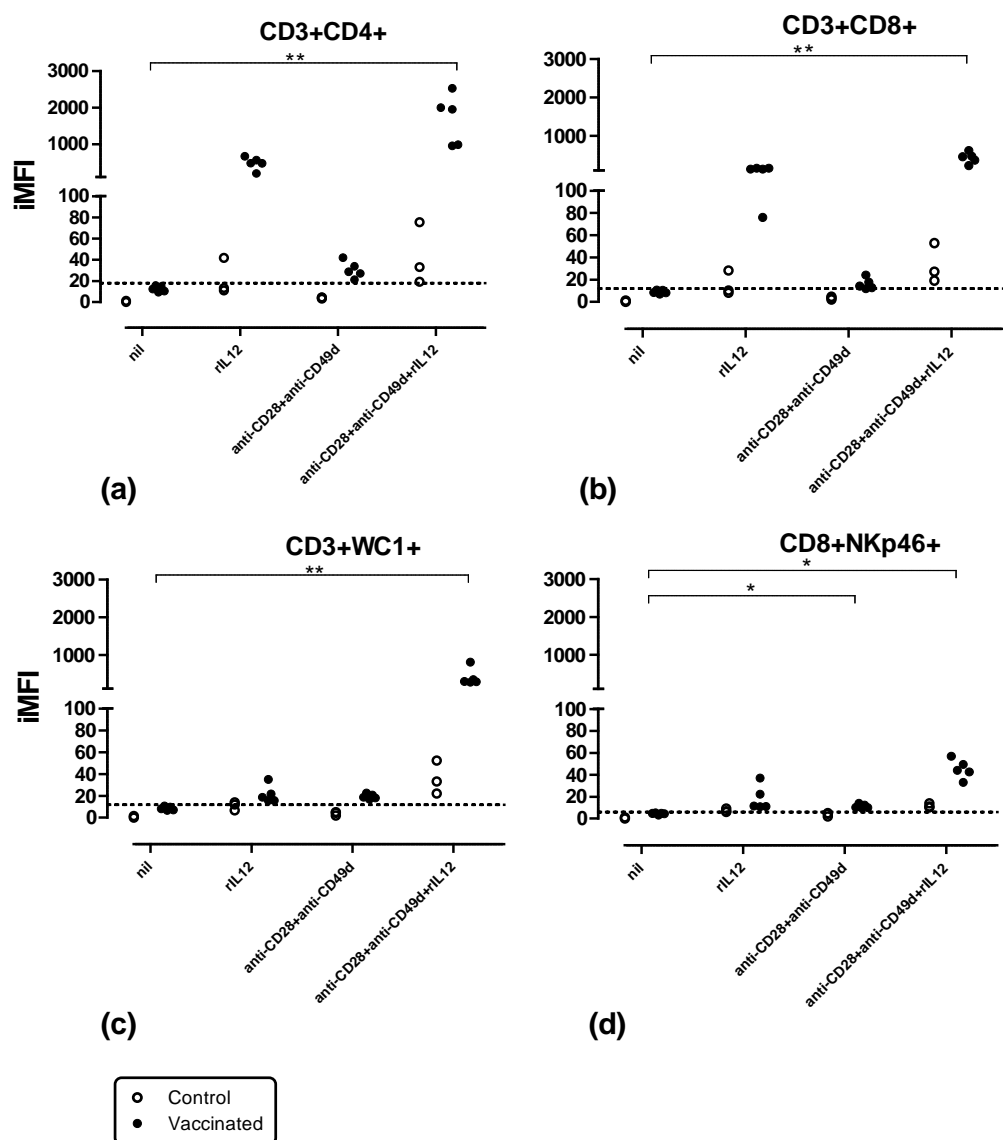 CD3+CD4+
**
3000
2000
1000
100
80
60
40
20
0
iMFI
nil
rIL12
anti-CD28+anti-CD49d
anti-CD28+anti-CD49d+rIL12
(a)
CD3+CD8+
**
3000
2000
1000
100
80
60
40
20
0
nil
rIL12
anti-CD28+anti-CD49d
anti-CD28+anti-CD49d+rIL12
(b)
CD3+WC1+
**
3000
2000
1000
100
80
60
40
20
0
iMFI
nil
rIL12
anti-CD28+anti-CD49d
anti-CD28+anti-CD49d+rIL12
(c)
CD8+NKp46+
*
*
3000
2000
1000
100
80
60
40
20
0
nil
rIL12
anti-CD28+anti-CD49d
anti-CD28+anti-CD49d+rIL12
(d)
Control
Vaccinated